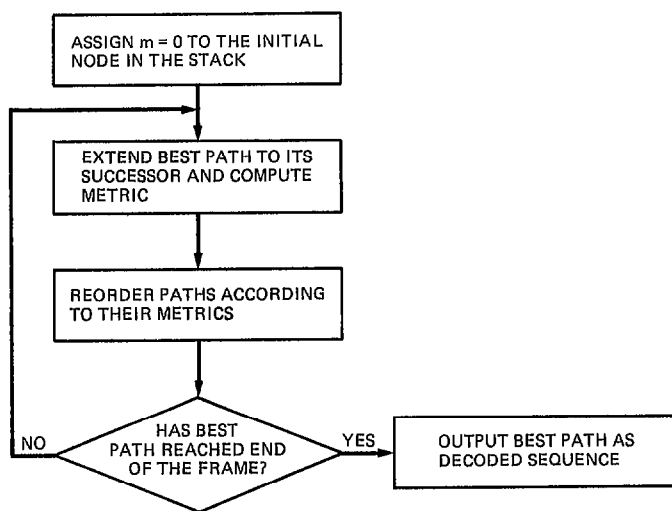 ASSIGN m = 0 TO THE INITIAL
NODE IN THE STACK
EXTEND BEST PATH TO ITS
SUCCESSOR AND COMPUTE
METRIC
REORDER PATHS ACCORDING
TO THEIR METRICS
HAS BEST
PATH REACHED END
OF THE FRAME?
NO
YES
OUTPUT BEST PATH AS
DECODED SEQUENCE